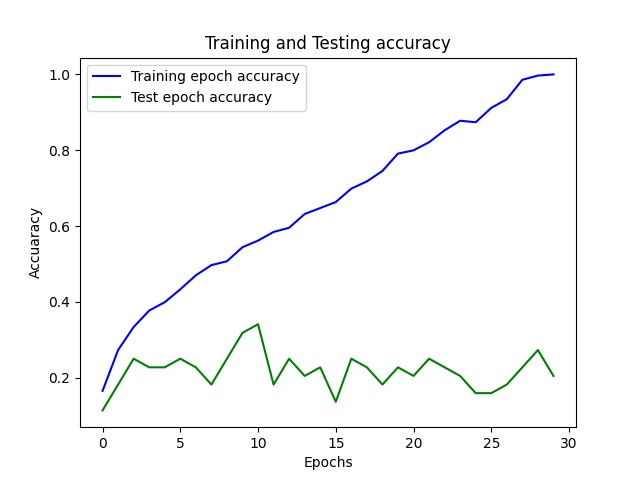 Training and Testing accuracy
Training epoch accuracy
Test epoch accuracy
1.0
0.8
0.6
0.4
0.2
Accuaracy
0 5 10 15 20 25 30
Epochs